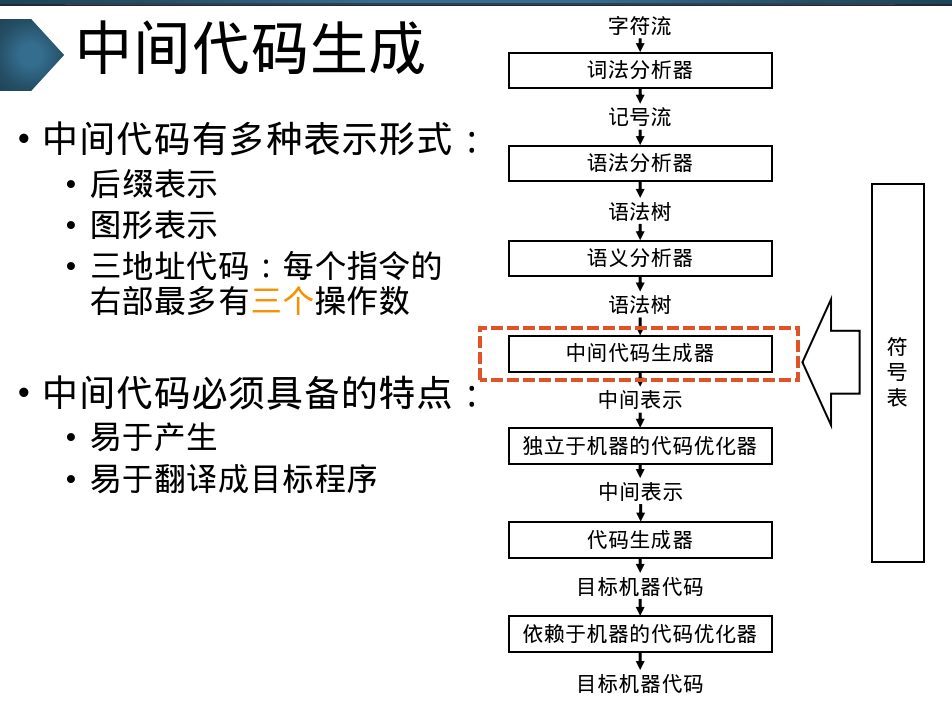 中间代码生成
• 中间代码有多种表示形式：
• 后缀表示
• 图形表示
• 三地址代码：每个指令的
右部最多有三个操作数
• 中间代码必须具备的特点：
• 易于产生
• 易于翻译成目标程序
字符流
词法分析器
记号流
语法分析器
语法树
语义分析器
语法树
中间代码生成器
中间表示
独立于机器的代码优化器
中间表示
代码生成器
目标机器代码
依赖于机器的代码优化器
目标机器代码
符
号
表